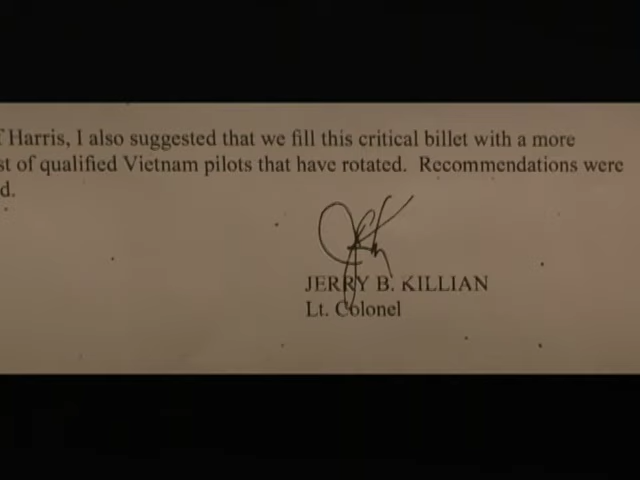 f Harris, I also suggested that we fill this critical billet with a more
st of qualified Vietnam pilots that have rotated. Recommendations were
d.
JERRY B. KILLIAN
Lt. Colonel